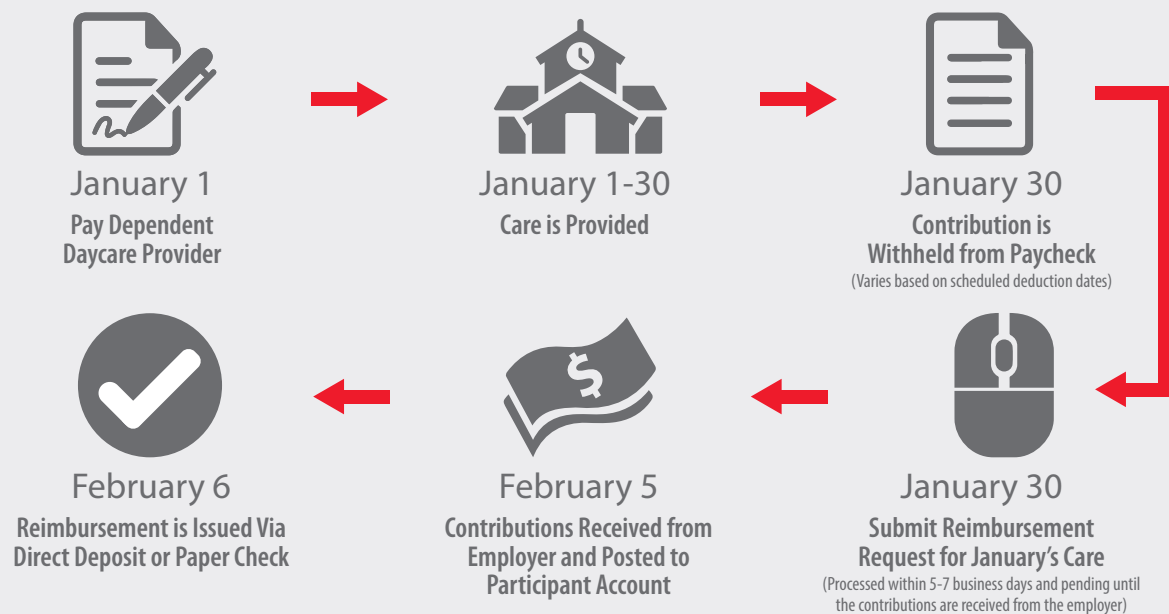 January 1
Pay Dependent
Daycare Provider
January 1-30
Care is Provided
January 30
Contribution is
Withheld from Paycheck
(Varies based on scheduled deduction dates)
January 30
Submit Reimbursement
Request for January’s Care
(Processed within 5-7 business days and pending until
the contributions are received from the employer)
$
February 5
Contributions Received from
Employer and Posted to
Participant Account
February 6
Reimbursement is Issued Via
Direct Deposit or Paper Check